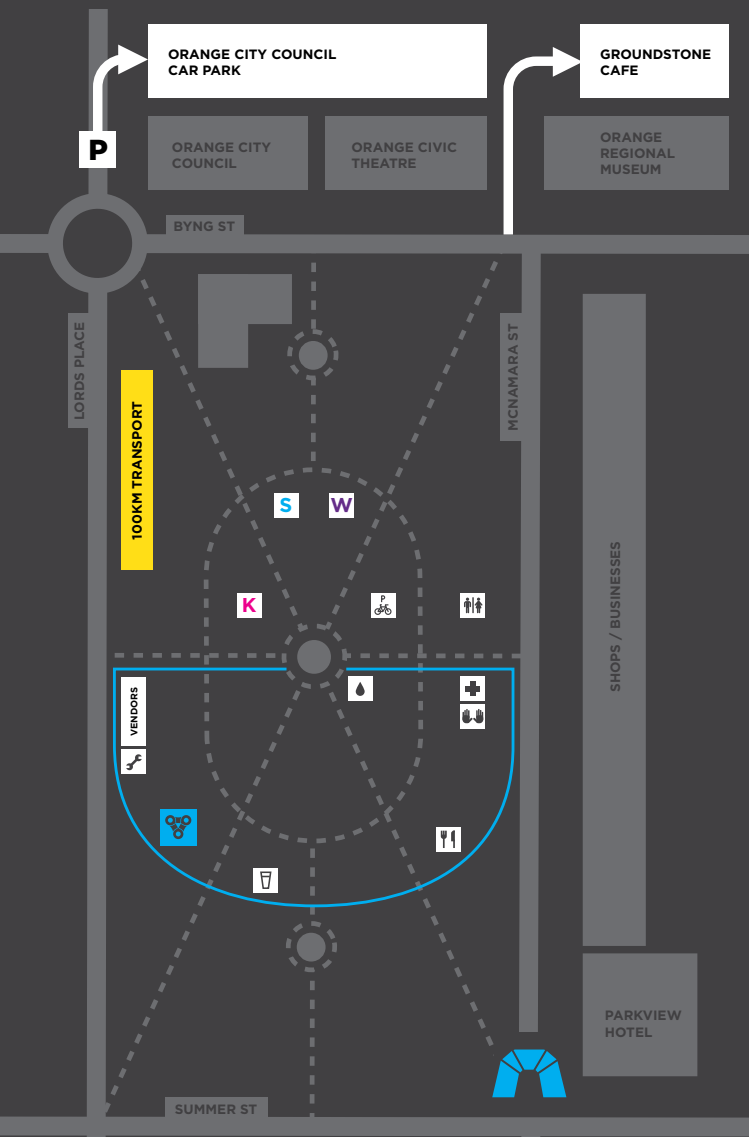 ORANGE CITY COUNCIL
CAR PARK
GROUNDSTONE
CAFE
P
ORANGE CITY
COUNCIL
ORANGE CIVIC
THEATRE
ORANGE
REGIONAL
MUSEUM
BYNG ST
LORDS PLACE
MCNAMARA ST
100KM TRANSPORT
S
W
K
P
SHOPS / BUSINESSES
VENDORS
PARKVIEW
HOTEL
SUMMER ST